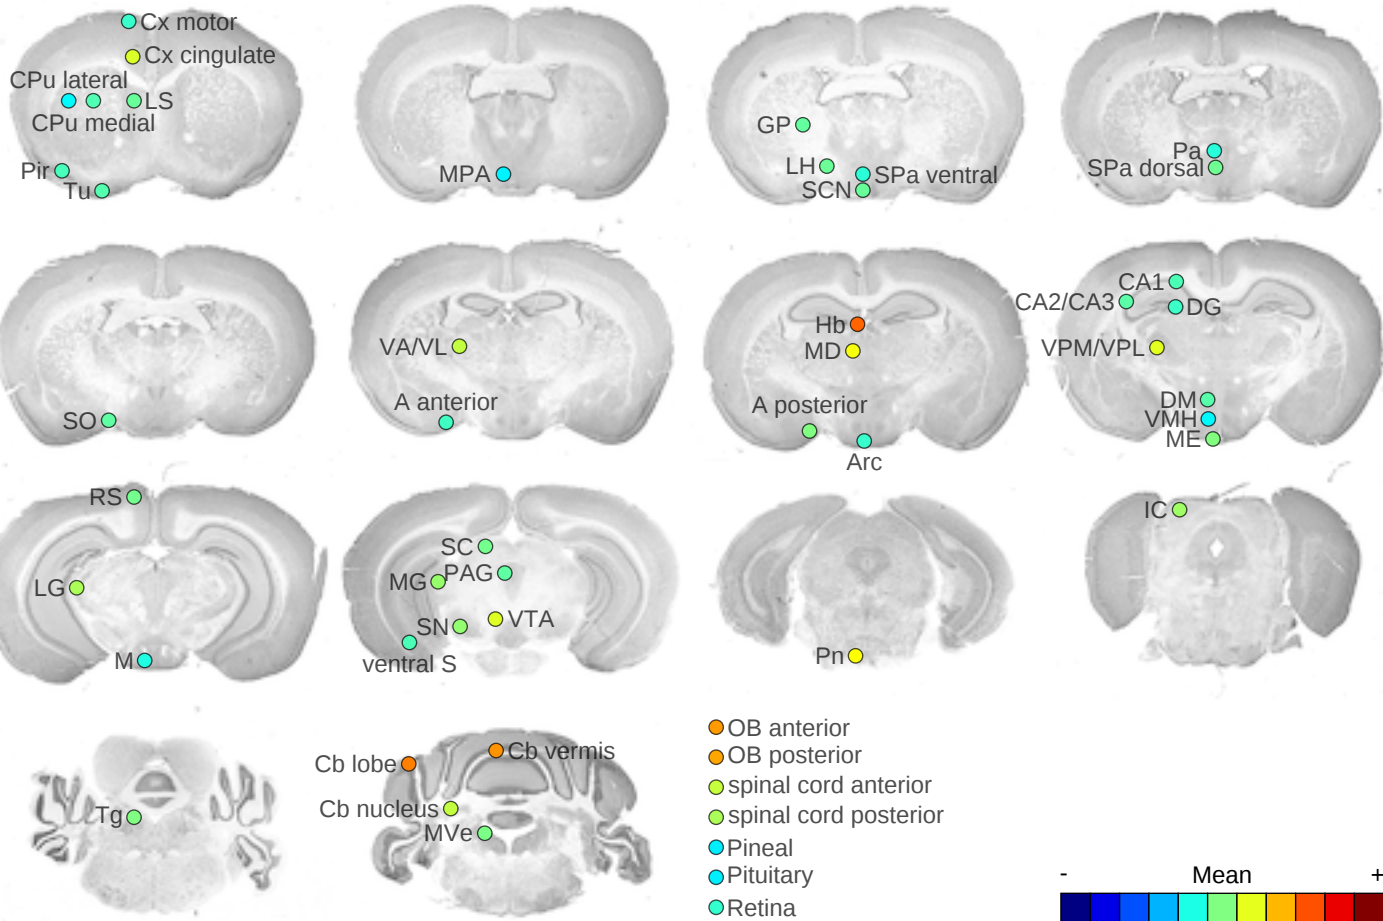 Cx motor
Cx cingulate
CPu lateral
LS
CPu medial
Pir
Tu
MPA
GP
LH
SPa ventral
SCN
Pa
SPa dorsal
SO
VA/VL
A anterior
Hb
MD
A posterior
Arc
CA1
CA2/CA3
DG
VPM/VPL
DM
VMH
ME
RS
LG
M
SC
PAG
MG
VTA
SN
ventral S
Pn
IC
Tg
Cb lobe
Cb vermis
Cb nucleus
MVe
OB anterior
OB posterior
spinal cord anterior
spinal cord posterior
Pineal
Pituitary
Retina
- Mean +